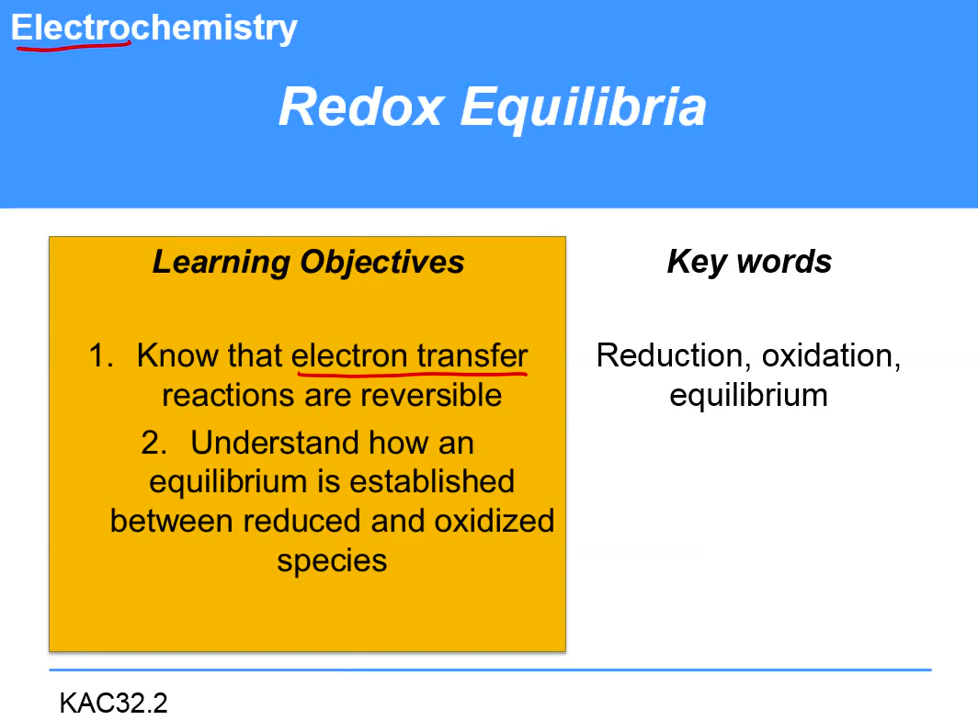 Electrochemistry
Redox Equilibria
Learning Objectives
1. Know that electron transfer
reactions are reversible
2. Understand how an
equilibrium is established
between reduced and oxidized
species
Key words
Reduction, oxidation,
equilibrium
KAC32.2